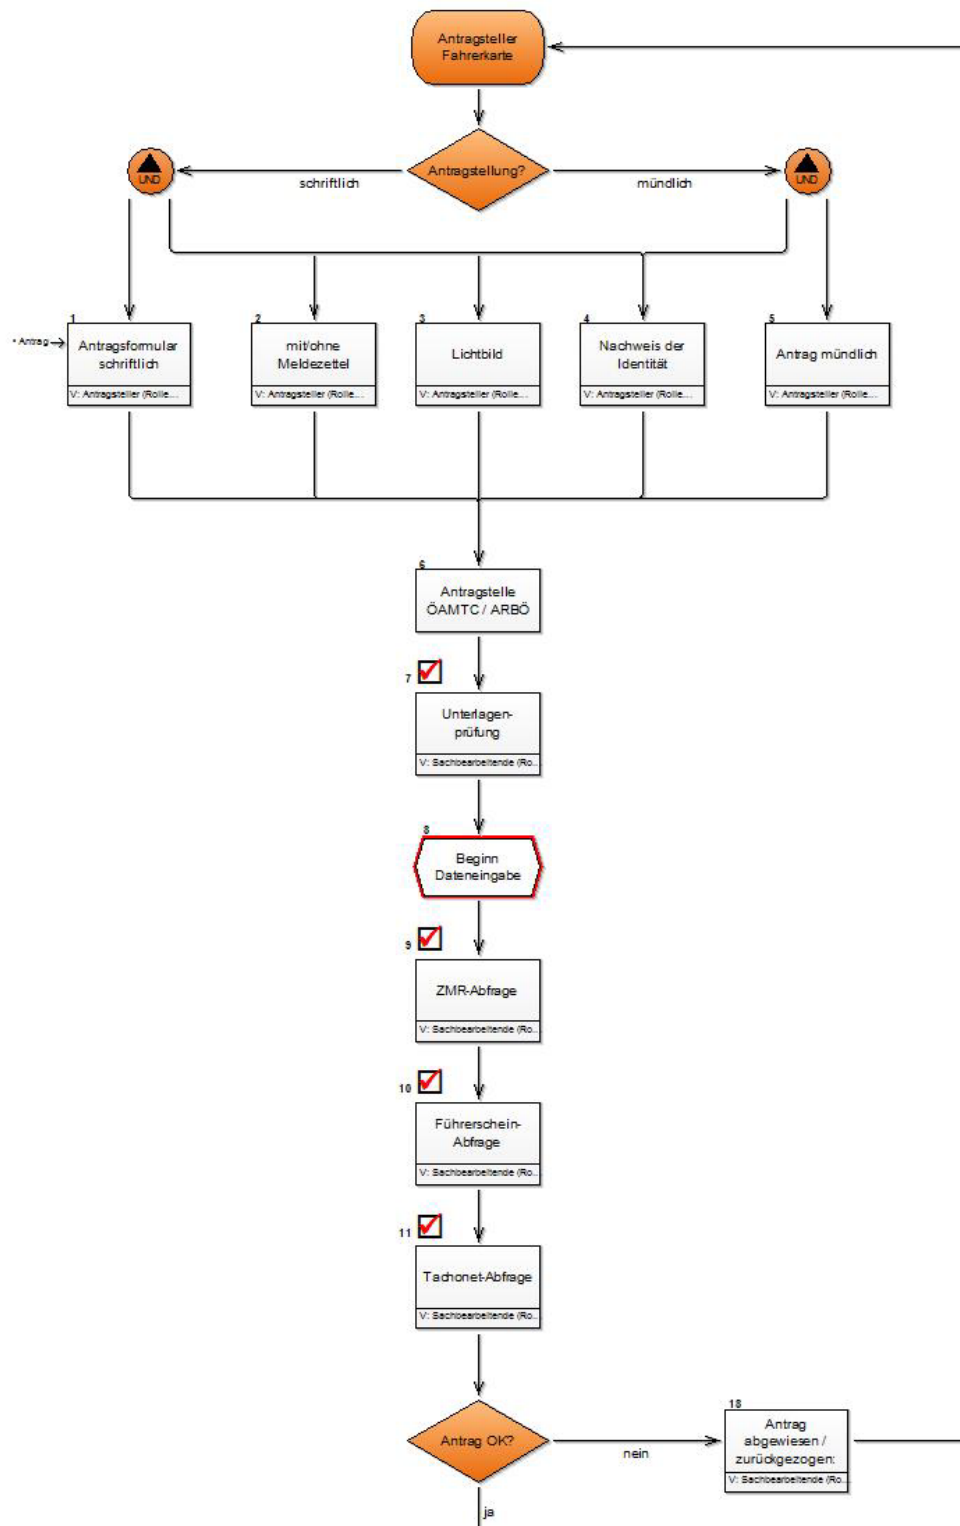 Antragsteller
Fahrerkarte
UND
schriftlich
Antragstellung?
mündlich
UND
1
2
3
4
5
• Antrag
Antragsformular
schriftlich
V: Antragsteller (Rolle...
mit/ohne
Meldezettel
V: Antragsteller (Rolle...
Lichtbild
V: Antragsteller (Rolle...
Nachweis der
Identität
V: Antragsteller (Rolle...
Antrag mündlich
V: Antragsteller (Rolle...
6
Antragstelle
ÖAMTC / ARBÖ
7
Unterlagen-
prüfung
V: Sachbearbeitende (Ro...
8
Beginn
Dateneingabe
9
ZMR-Abfrage
V: Sachbearbeitende (Ro...
10
Führerschein-
Abfrage
V: Sachbearbeitende (Ro...
11
Tachonet-Abfrage
V: Sachbearbeitende (Ro...
Antrag OK?
nein
18
Antrag
abgewiesen /
zurückgezogen:
V: Sachbearbeitende (Ro...
ja